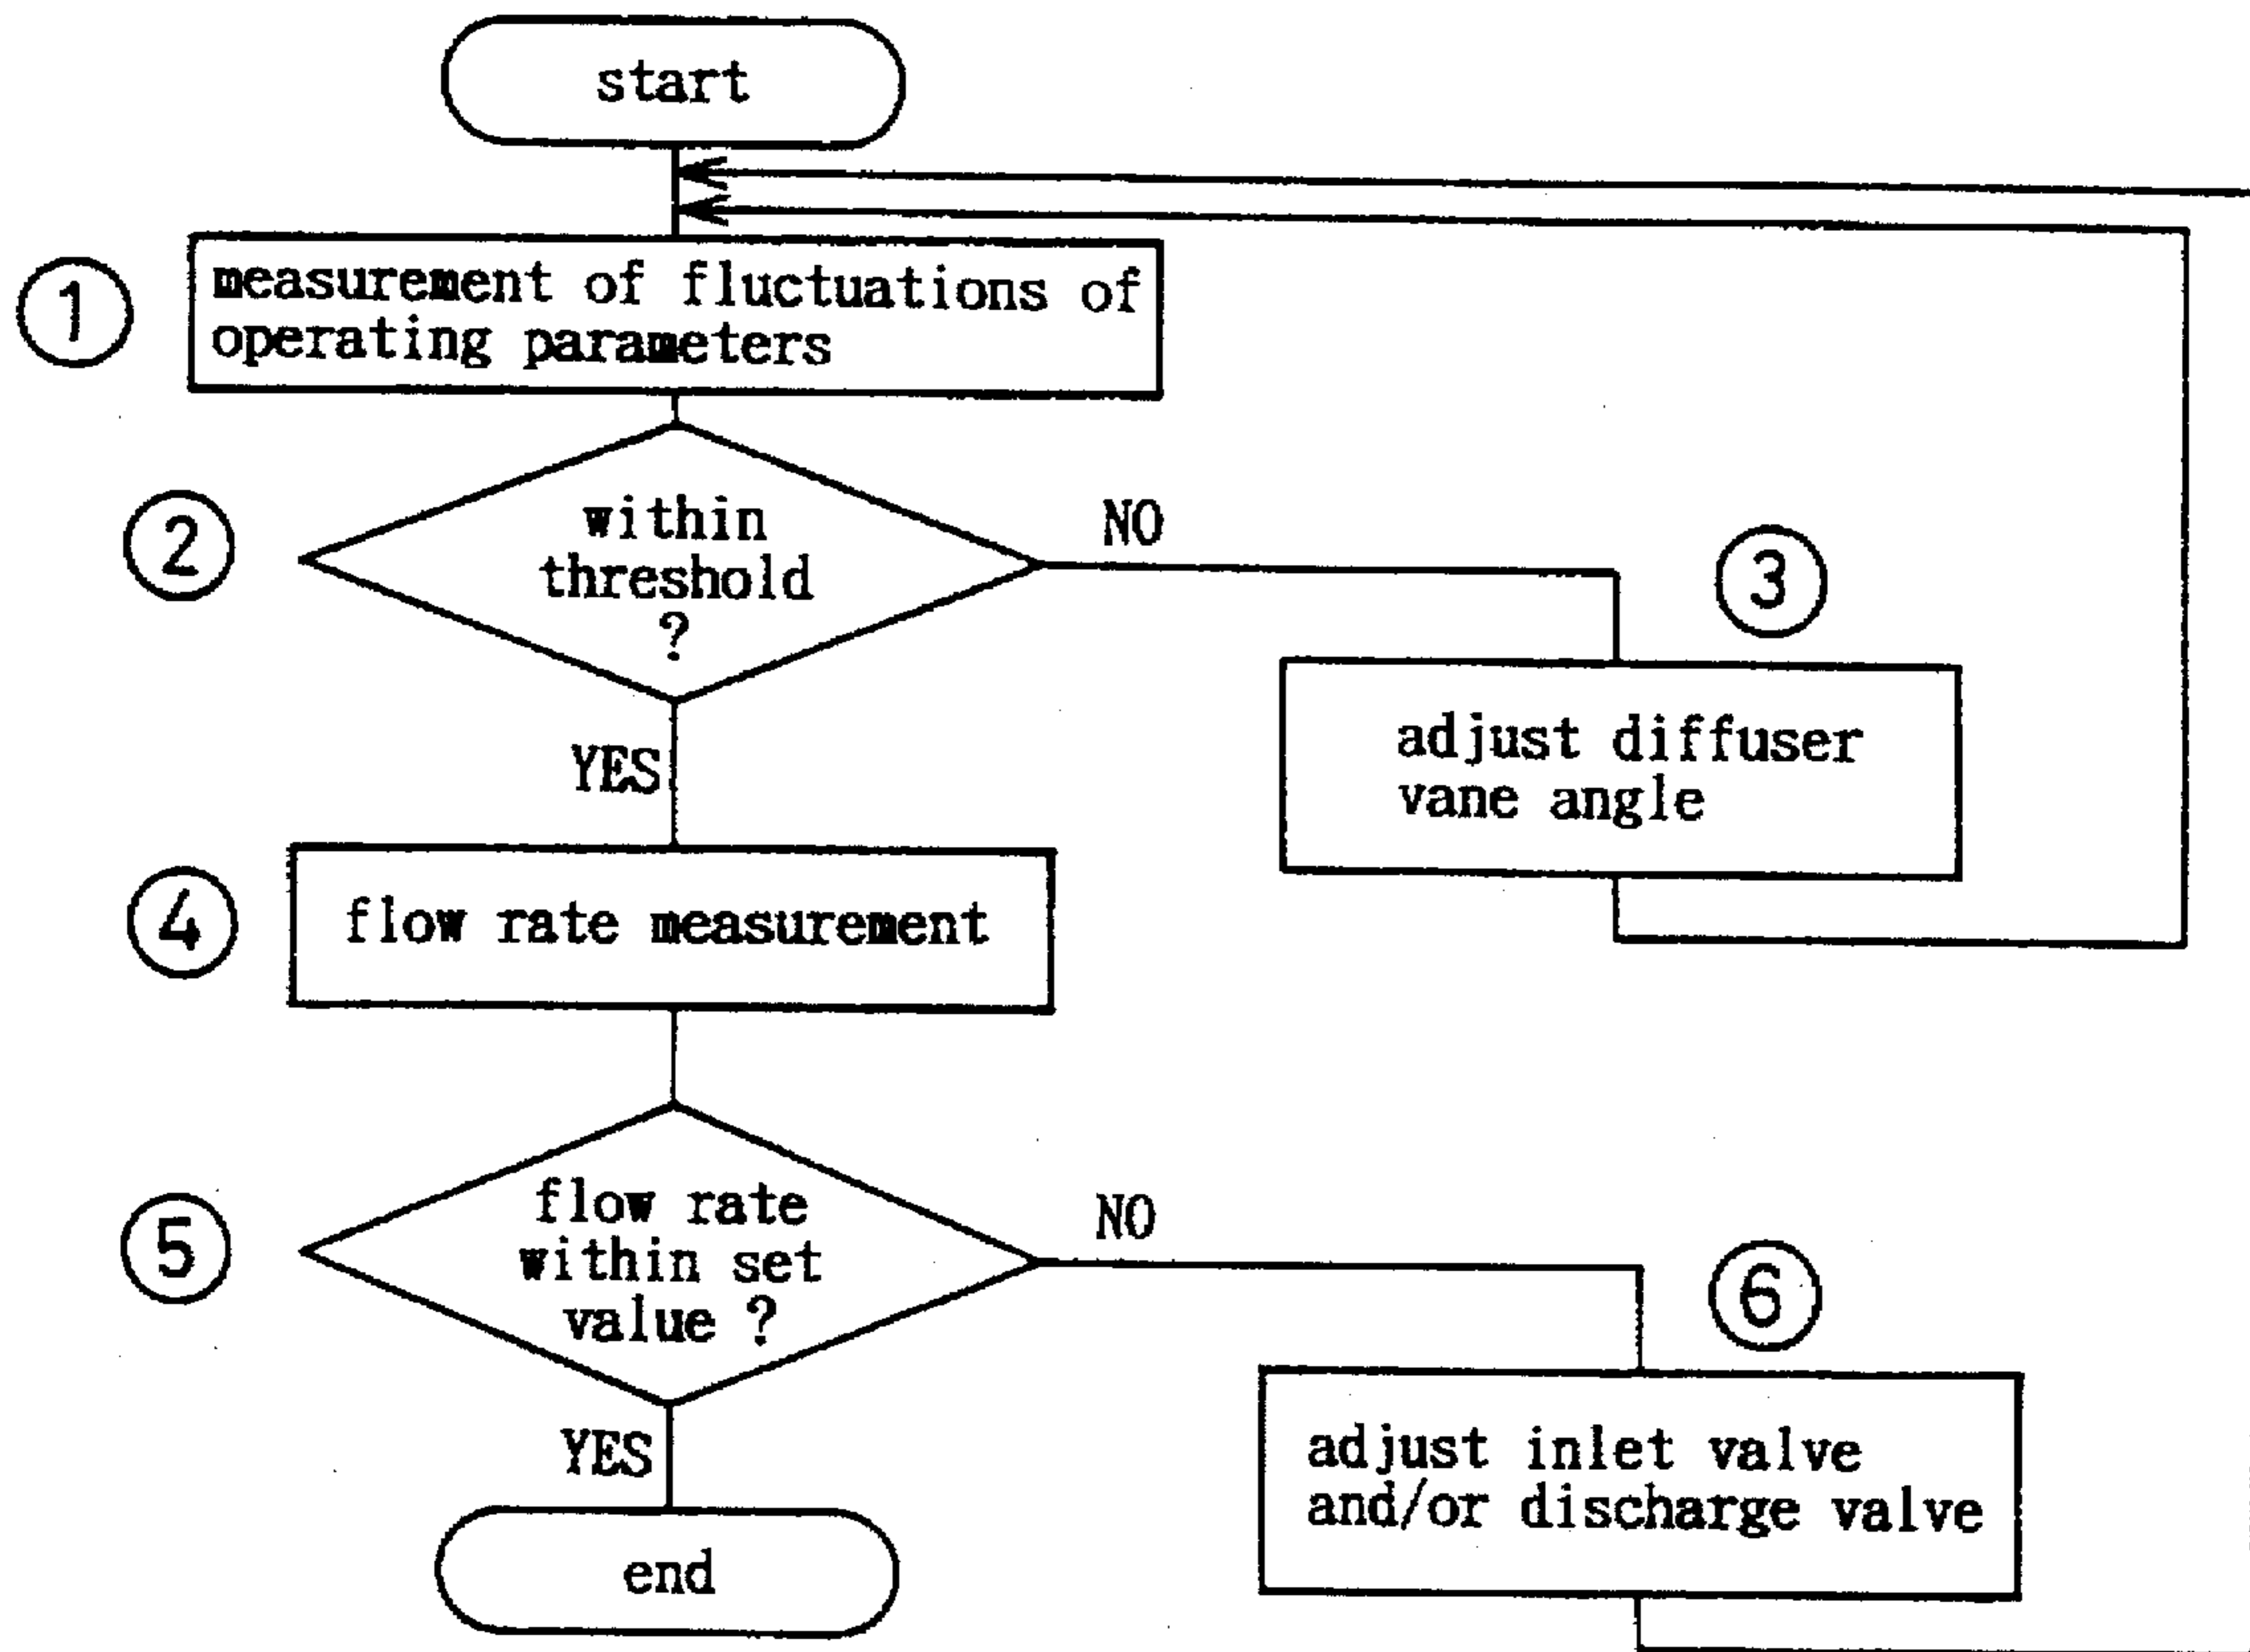 start
1
measurement of fluctuations of
operating parameters
2
within
threshold
?
NO
3
adjust diffuser
vane angle
YES
4
flow rate measurement
5
flow rate
within set
value ?
NO
6
adjust inlet valve
and/or discharge valve
YES
end